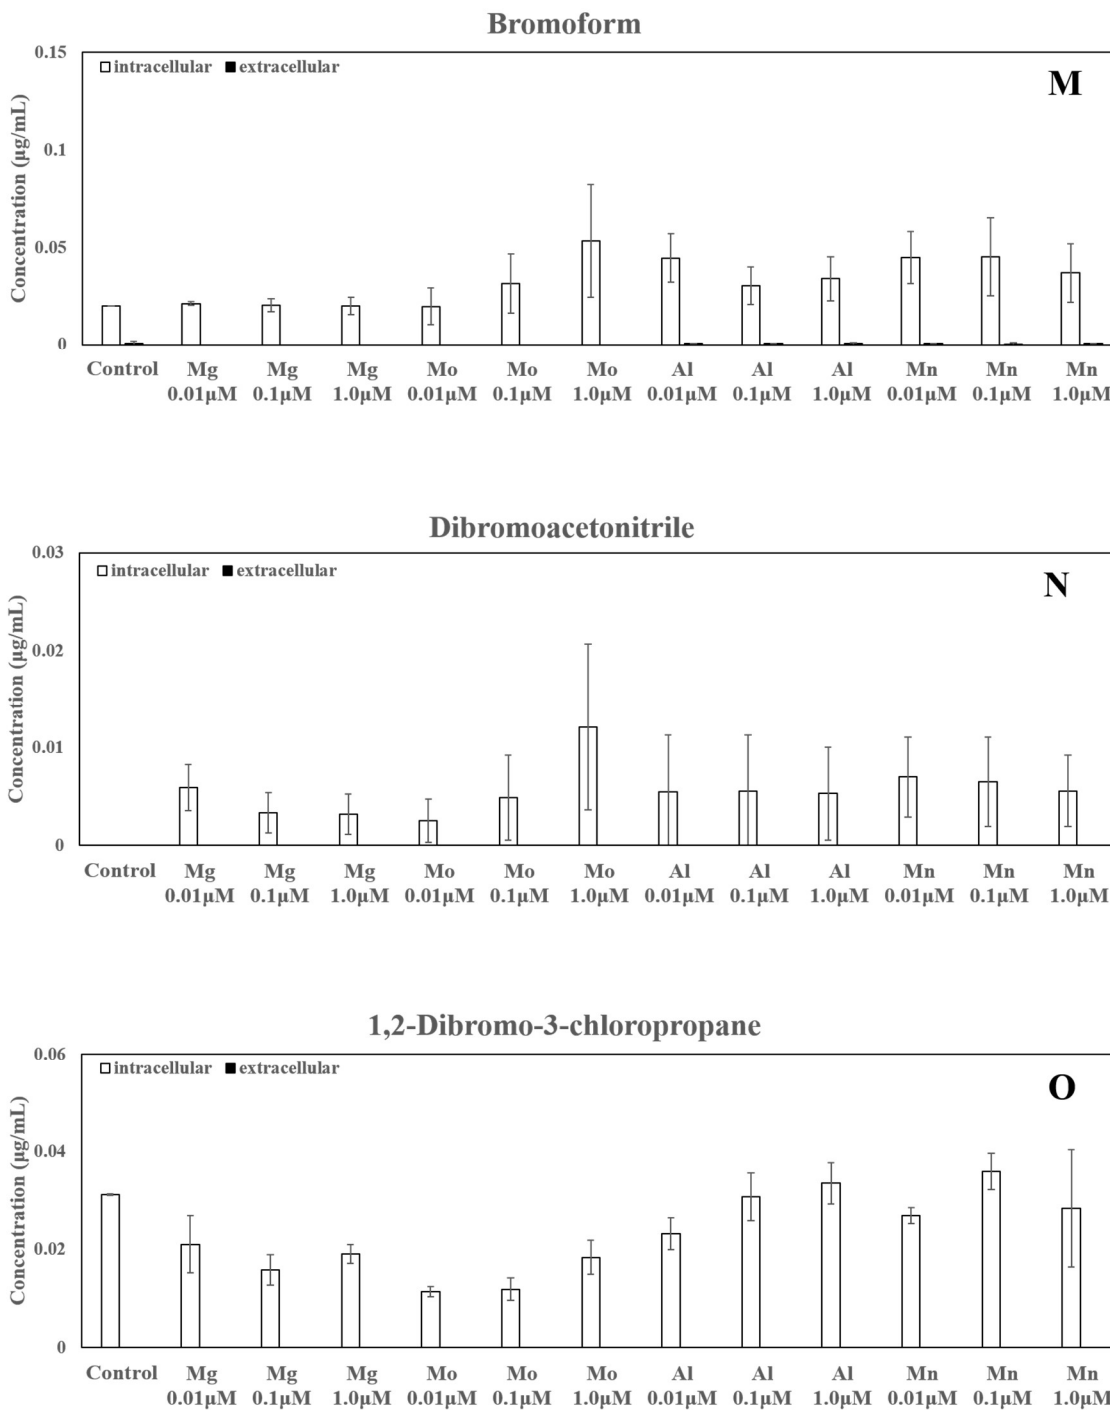 Bromoform
0.15
intracellular extracellular
M
0.1
0.05
0
Concentration (µg/mL)
Control Mg Mg Mg Mo Mo Mo Al Al Al Mn Mn Mn
0.01µM 0.1µM 1.0µM 0.01µM 0.1µM 1.0µM 0.01µM 0.1µM 1.0µM 0.01µM 0.1µM 1.0µM
Dibromoacetonitrile
0.03
intracellular extracellular
N
0.02
0.01
0
Concentration (µg/mL)
Control Mg Mg Mg Mo Mo Mo Al Al Al Mn Mn Mn
0.01µM 0.1µM 1.0µM 0.01µM 0.1µM 1.0µM 0.01µM 0.1µM 1.0µM 0.01µM 0.1µM 1.0µM
1,2-Dibromo-3-chloropropane
0.06
intracellular extracellular
O
0.04
0.02
0
Concentration (µg/mL)
Control Mg Mg Mg Mo Mo Mo Al Al Al Mn Mn Mn
0.01µM 0.1µM 1.0µM 0.01µM 0.1µM 1.0µM 0.01µM 0.1µM 1.0µM 0.01µM 0.1µM 1.0µM